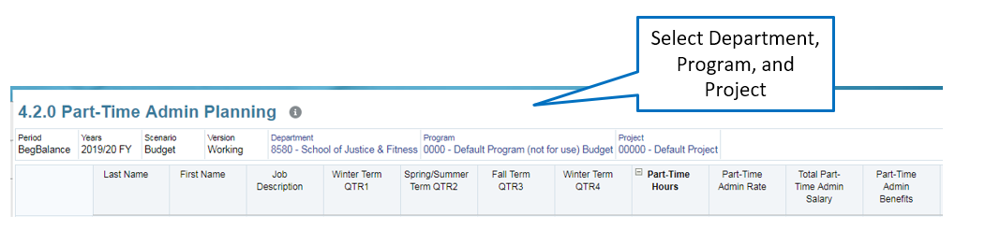 Select Department,
Program, and
Project
4.2.0 Part-Time Admin Planning
Period Years Scenario Version Department Program Project
BegBalance 2019/20 FY Budget Working 8580 - School of Justice & Fitness 0000 - Default Program (not for use) Budget 00000 - Default Project
Last Name First Name Job Winter Term Spring/Summer Fall Term Winter Term Part-Time Part-Time Total Part- Part-Time
Description QTR1 Term QTR2 QTR3 QTR4 Hours Admin Rate Time Admin Admin
Salary Benefits